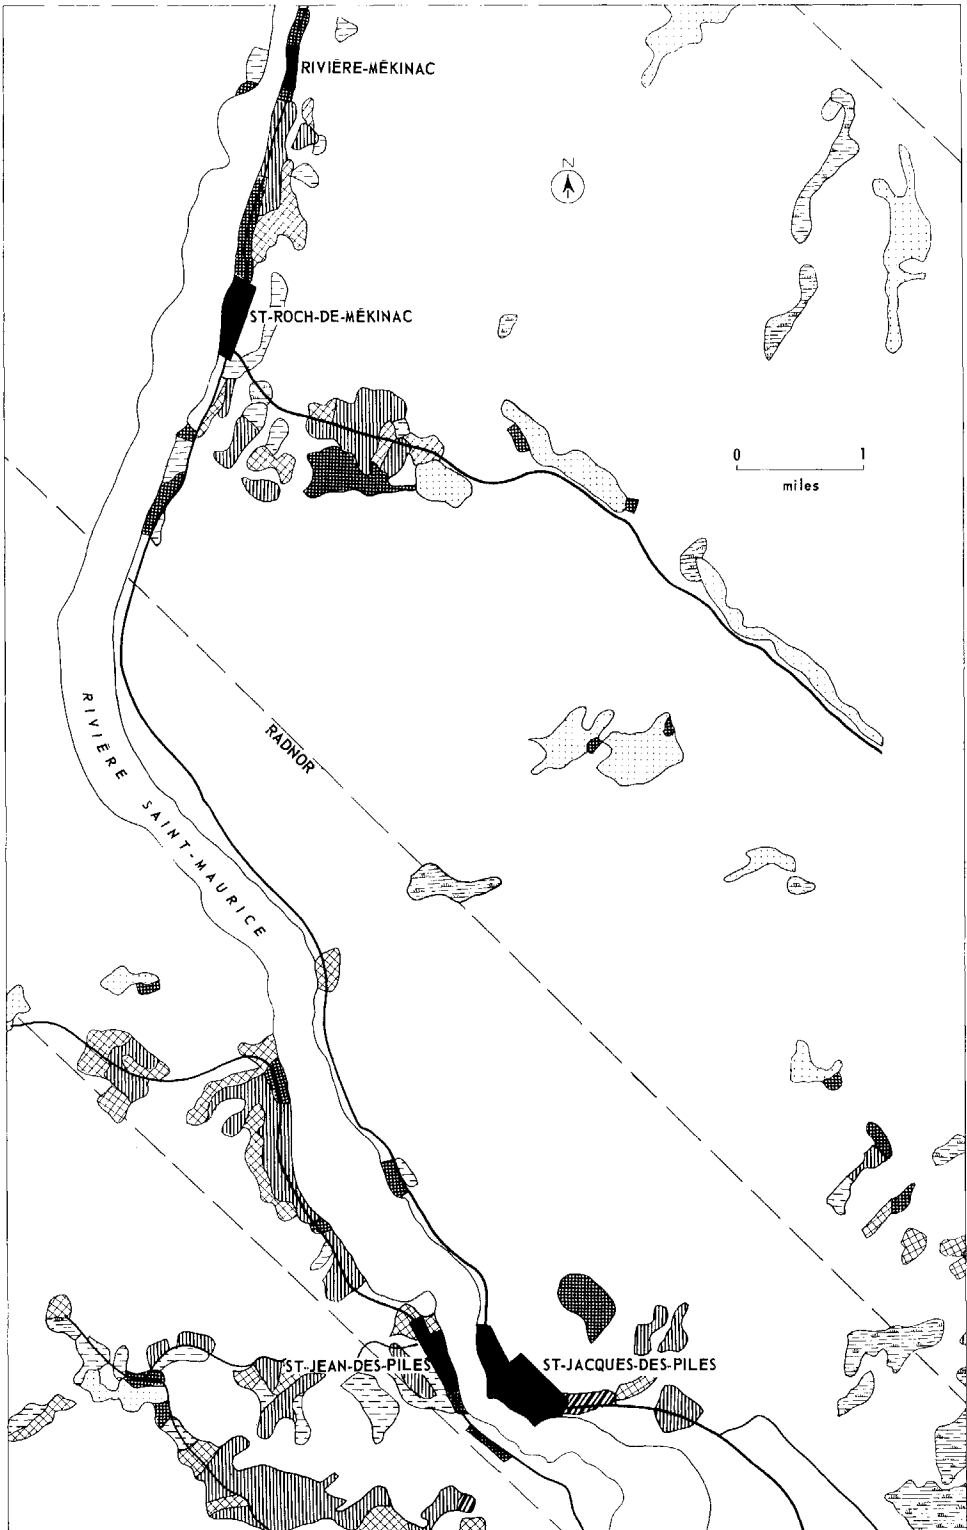 RIVIÈRE-MÉKINAC
N
ST-ROCH-DE-MÉKINAC
0 1
miles
RIVIÈRE SAINT-MAURICE
RADNOR
ST-JEAN-DES-PILES
ST-JACQUES-DES-PILES